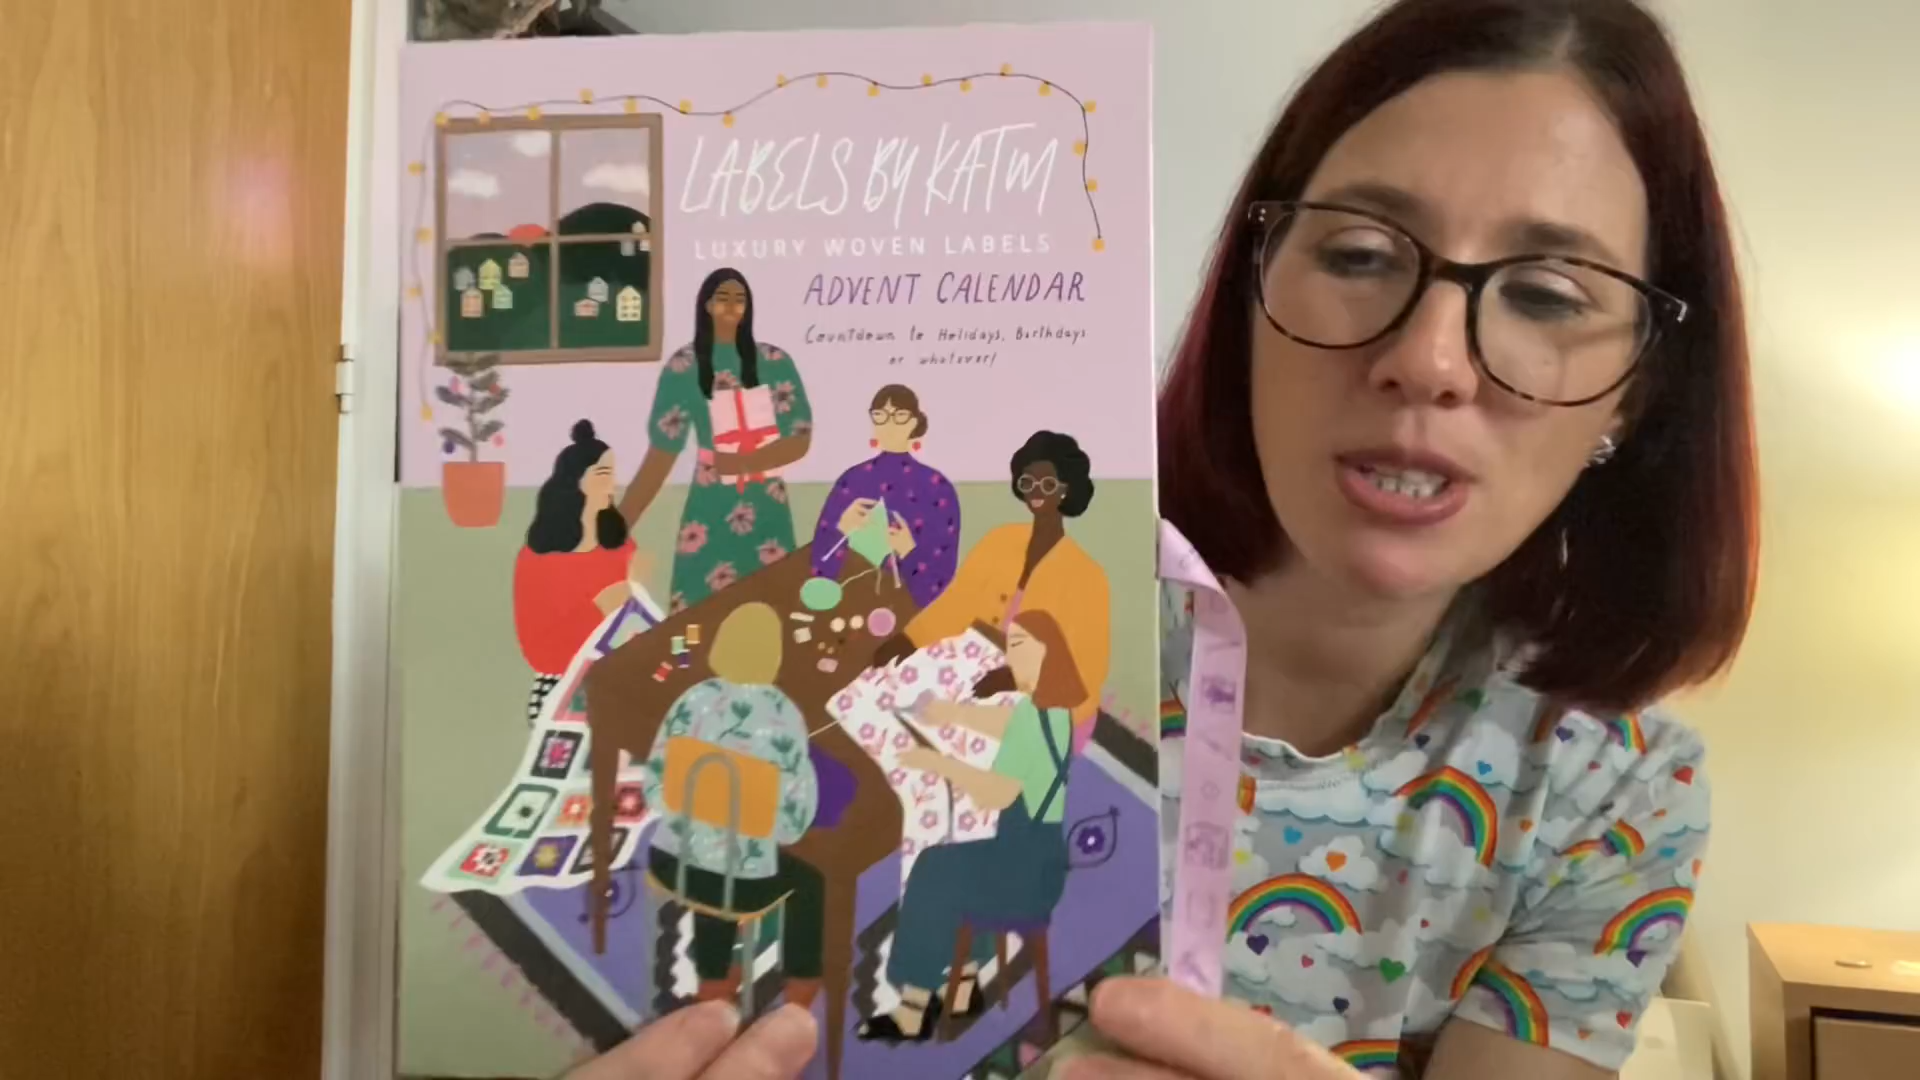 LABELS BY KATM
LUXURY WOVEN LABELS
ADVENT CALENDAR
Countdown to Holidays, Birthdays
or whatever!